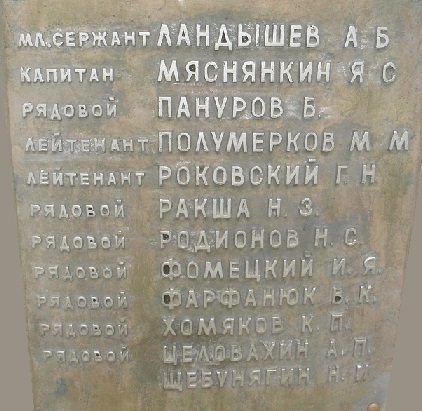 МЛ.СЕРЖАНТ ЛАНДЫШЕВ А. Б
КАПИТАН МЯСНЯНКИН Я С
РЯДОВОЙ ПАНУРОВ Б.
ЛЕЙТЕНАНТ ПОЛУМЕРКОВ М М
ЛЕЙТЕНАНТ РОКОВСКИЙ Г. Н
РЯДОВОЙ РАКША Н. З.
РЯДОВОЙ РОДИОНОВ Н. С.
РЯДОВОЙ ФОМЕЦКИЙ И. Я.
РЯДОВОЙ ФАРФАНЮК В. К.
РЯДОВОЙ ХОМЯКОВ К. П.
РЯДОВОЙ ЦЕЛОВАХИН А. П.
ЩЕБУНЯГИН Н.